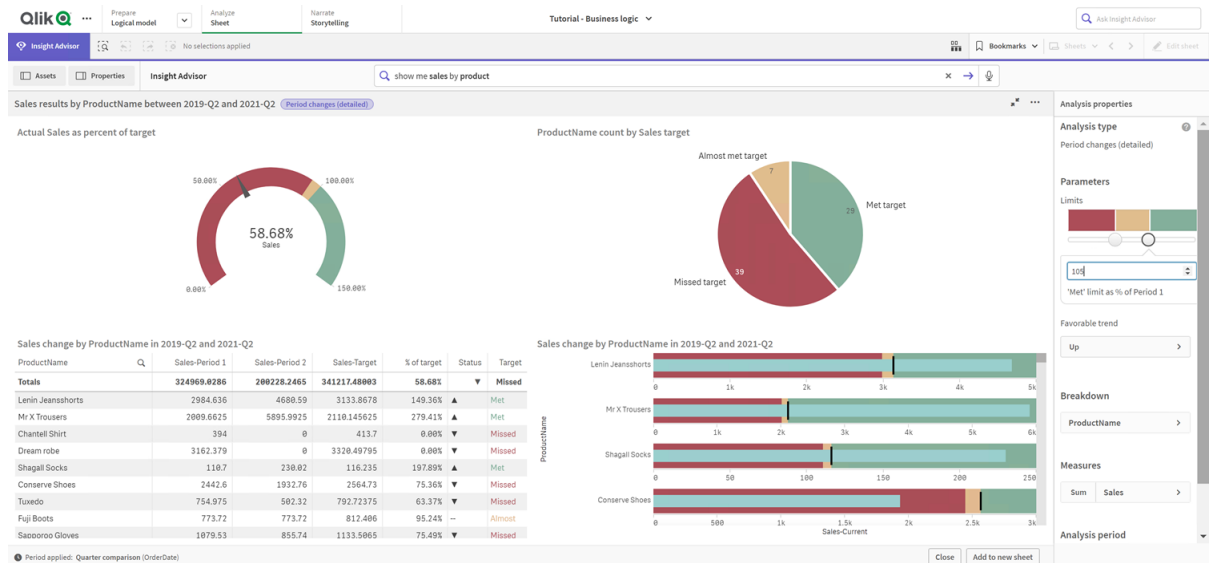 Qlik
Prepare
Logical model
Analyze
Sheet
Narrate
Storytelling
Tutorial - Business logic
Ask Insight Advisor
Insight Advisor
No selections applied
Bookmarks
Sheets
Edit sheet
Assets
Properties
Insight Advisor
show me sales by product
Sales results by ProductName between 2019-Q2 and 2021-Q2 Period changes (detailed)
Actual Sales as percent of target
50.00% 100.00%
58.68%
Sales
0.00% 150.00%
ProductName count by Sales target
Almost met target
7
29 Met target
39
Missed target
Sales change by ProductName in 2019-Q2 and 2021-Q2
ProductName Sales-Period 1 Sales-Period 2 Sales-Target % of target Status Target
Totals 324969.0286 200228.2465 341217.48003 58.68% ▼ Missed
Lenin Jeansshorts 2984.636 4680.59 3133.8678 149.36% ▲ Met
Mr X Trousers 2009.6625 5895.9925 2110.145625 279.41% ▲ Met
Chantell Shirt 394 0 413.7 0.00% ▼ Missed
Dream robe 3162.379 0 3320.49795 0.00% ▼ Missed
Shagall Socks 110.7 230.02 116.235 197.89% ▲ Met
Conserve Shoes 2442.6 1932.76 2564.73 75.36% ▼ Missed
Tuxedo 754.975 502.32 792.72375 63.37% ▼ Missed
Fuji Boots 773.72 773.72 812.406 95.24% -- Almost
Sapporoo Gloves 1079.53 855.74 1133.5065 75.49% ▼ Missed
Sales change by ProductName in 2019-Q2 and 2021-Q2
ProductName
Lenin Jeansshorts
0 1k 2k 3k 4k 5k
Mr X Trousers
0 1k 2k 3k 4k 5k 6k
Shagall Socks
0 50 100 150 200 250
Conserve Shoes
0 500 1k 1.5k 2k 2.5k 3k
Sales-Current
Analysis properties
Analysis type
Period changes (detailed)
Parameters
Limits
105
'Met' limit as % of Period 1
Favorable trend
Up
Breakdown
ProductName
Measures
Sum Sales
Analysis period
Period applied: Quarter comparison (OrderDate)
Close
Add to new sheet